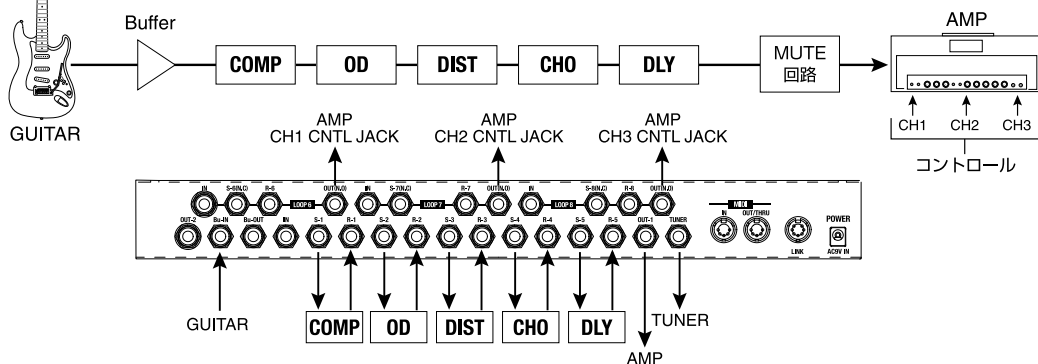 Buffer
AMP
COMP OD DIST CHO DLY
MUTE
回路
GUITAR
CH1 CH2 CH3
コントロール
AMP AMP AMP
CH1 CNTL JACK CH2 CNTL JACK CH3 CNTL JACK
IN S-6(N,C) R-6 OUT(N,O) IN S-7(N,C) R-7 OUT(N,O) IN S-8(N,C) R-8 OUT(N,O)
LOOP 6 LOOP 7 LOOP 8
MIDI
IN OUT/THRU POWER
OUT-2 Bu-IN Bu-OUT IN S-1 R-1 S-2 R-2 S-3 R-3 S-4 R-4 S-5 R-5 OUT-1 TUNER
LINK AC9V IN
GUITAR COMP OD DIST CHO DLY TUNER
AMP